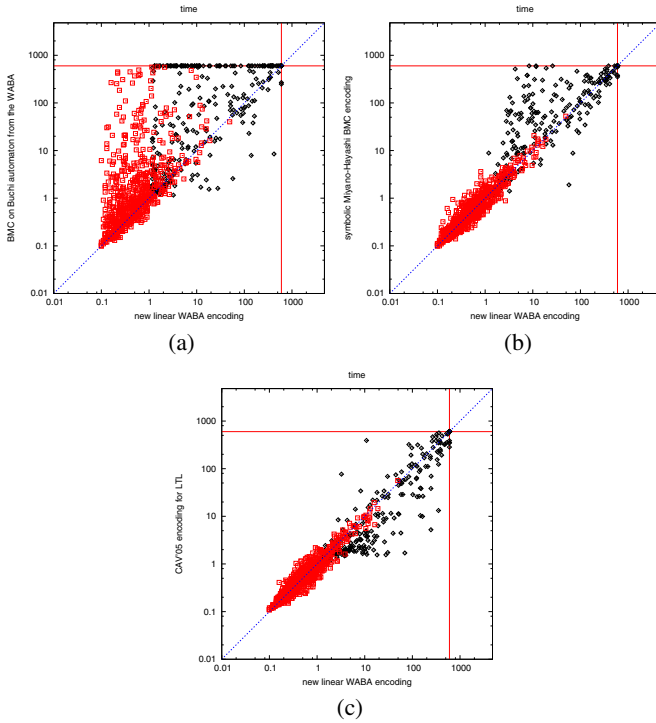 time
BMC on Buchi automaton from the WABA
1000
100
10
1
0.1
0.01
0.01 0.1 1 10 100 1000
new linear WABA encoding
(a)
time
symbolic Miyano-Hayashi BMC encoding
1000
100
10
1
0.1
0.01
0.01 0.1 1 10 100 1000
new linear WABA encoding
(b)
time
CAV'05 encoding for LTL
1000
100
10
1
0.1
0.01
0.01 0.1 1 10 100 1000
new linear WABA encoding
(c)